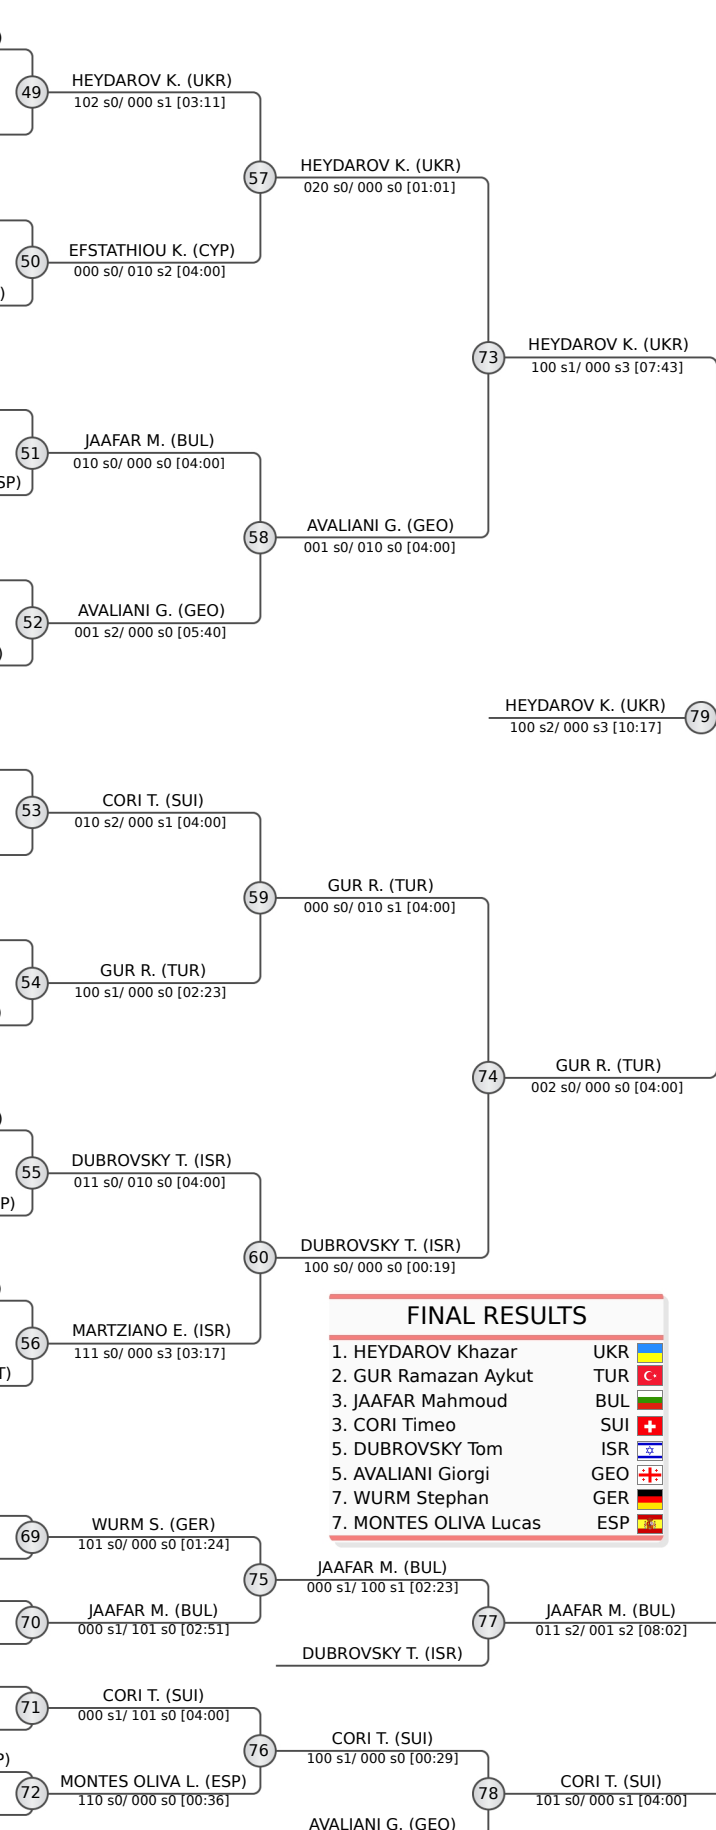 )
HEYDAROV K. (UKR)
49
102 s0/ 000 s1 [03:11]
HEYDAROV K. (UKR)
57
020 s0/ 000 s0 [01:01]
EFSTATHIOU K. (CYP)
50
000 s0/ 010 s2 [04:00]
)
HEYDAROV K. (UKR)
73
100 s1/ 000 s3 [07:43]
JAAFAR M. (BUL)
51
010 s0/ 000 s0 [04:00]
SP)
AVALIANI G. (GEO)
58
001 s0/ 010 s0 [04:00]
AVALIANI G. (GEO)
52
001 s2/ 000 s0 [05:40]
)
HEYDAROV K. (UKR)
79
100 s2/ 000 s3 [10:17]
CORI T. (SUI)
53
010 s2/ 000 s1 [04:00]
GUR R. (TUR)
59
000 s0/ 010 s1 [04:00]
GUR R. (TUR)
54
100 s1/ 000 s0 [02:23]
)
GUR R. (TUR)
74
002 s0/ 000 s0 [04:00]
)
DUBROVSKY T. (ISR)
55
011 s0/ 010 s0 [04:00]
P)
DUBROVSKY T. (ISR)
60
100 s0/ 000 s0 [00:19]
)
MARTZIANO E. (ISR)
56
111 s0/ 000 s3 [03:17]
T)
FINAL RESULTS
1. HEYDAROV Khazar UKR
2. GUR Ramazan Aykut TUR
3. JAAFAR Mahmoud BUL
3. CORI Timeo SUI
5. DUBROVSKY Tom ISR
5. AVALIANI Giorgi GEO
7. WURM Stephan GER
7. MONTES OLIVA Lucas ESP
WURM S. (GER)
69
101 s0/ 000 s0 [01:24]
JAAFAR M. (BUL)
75
000 s1/ 100 s1 [02:23]
JAAFAR M. (BUL)
70
000 s1/ 101 s0 [02:51]
JAAFAR M. (BUL)
77
011 s2/ 001 s2 [08:02]
DUBROVSKY T. (ISR)
CORI T. (SUI)
71
000 s1/ 101 s0 [04:00]
CORI T. (SUI)
76
100 s1/ 000 s0 [00:29]
P)
MONTES OLIVA L. (ESP)
72
110 s0/ 000 s0 [00:36]
CORI T. (SUI)
78
101 s0/ 000 s1 [04:00]
AVALIANI G. (GEO)